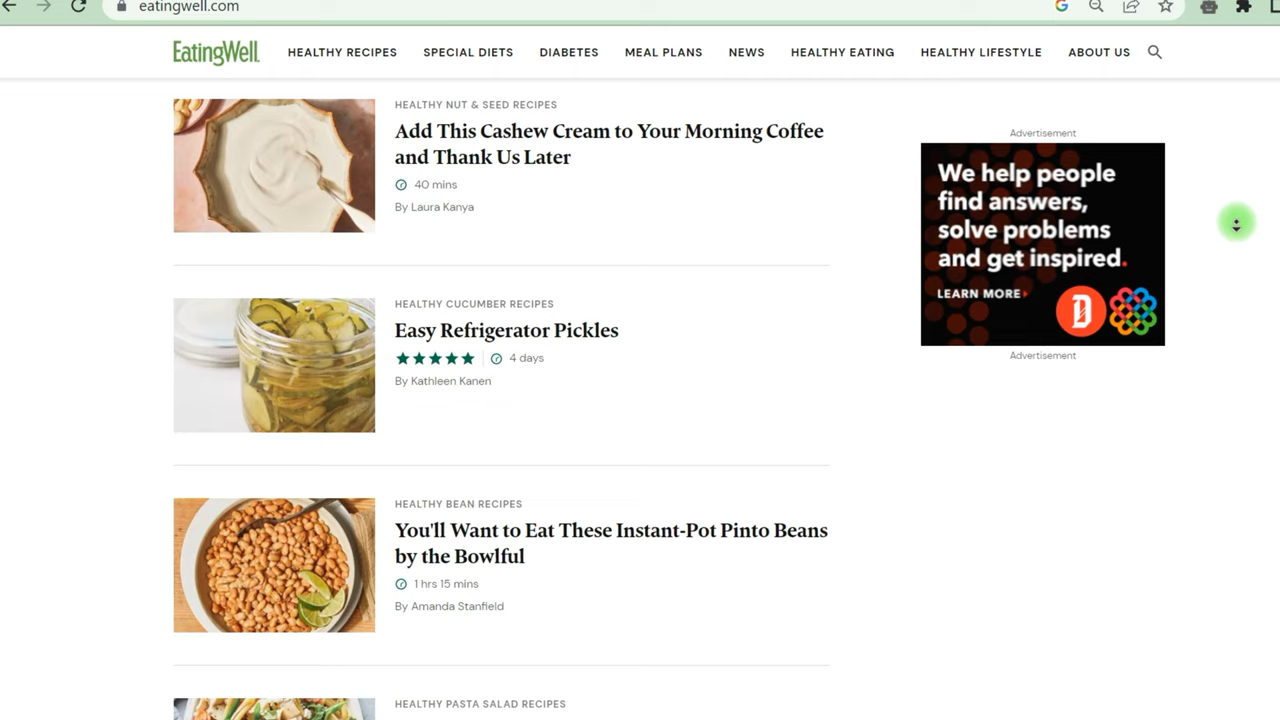 eatingwell.com
EatingWell
HEALTHY RECIPES
SPECIAL DIETS
DIABETES
MEAL PLANS
NEWS
HEALTHY EATING
HEALTHY LIFESTYLE
ABOUT US
HEALTHY NUT & SEED RECIPES
Add This Cashew Cream to Your Morning Coffee
and Thank Us Later
40 mins
By Laura Kanya
HEALTHY CUCUMBER RECIPES
Easy Refrigerator Pickles
4 days
By Kathleen Kanen
HEALTHY BEAN RECIPES
You'll Want to Eat These Instant-Pot Pinto Beans
by the Bowlful
1 hrs 15 mins
By Amanda Stanfield
HEALTHY PASTA SALAD RECIPES
Advertisement
We help people
find answers,
solve problems
and get inspired.
LEARN MORE
D
Advertisement